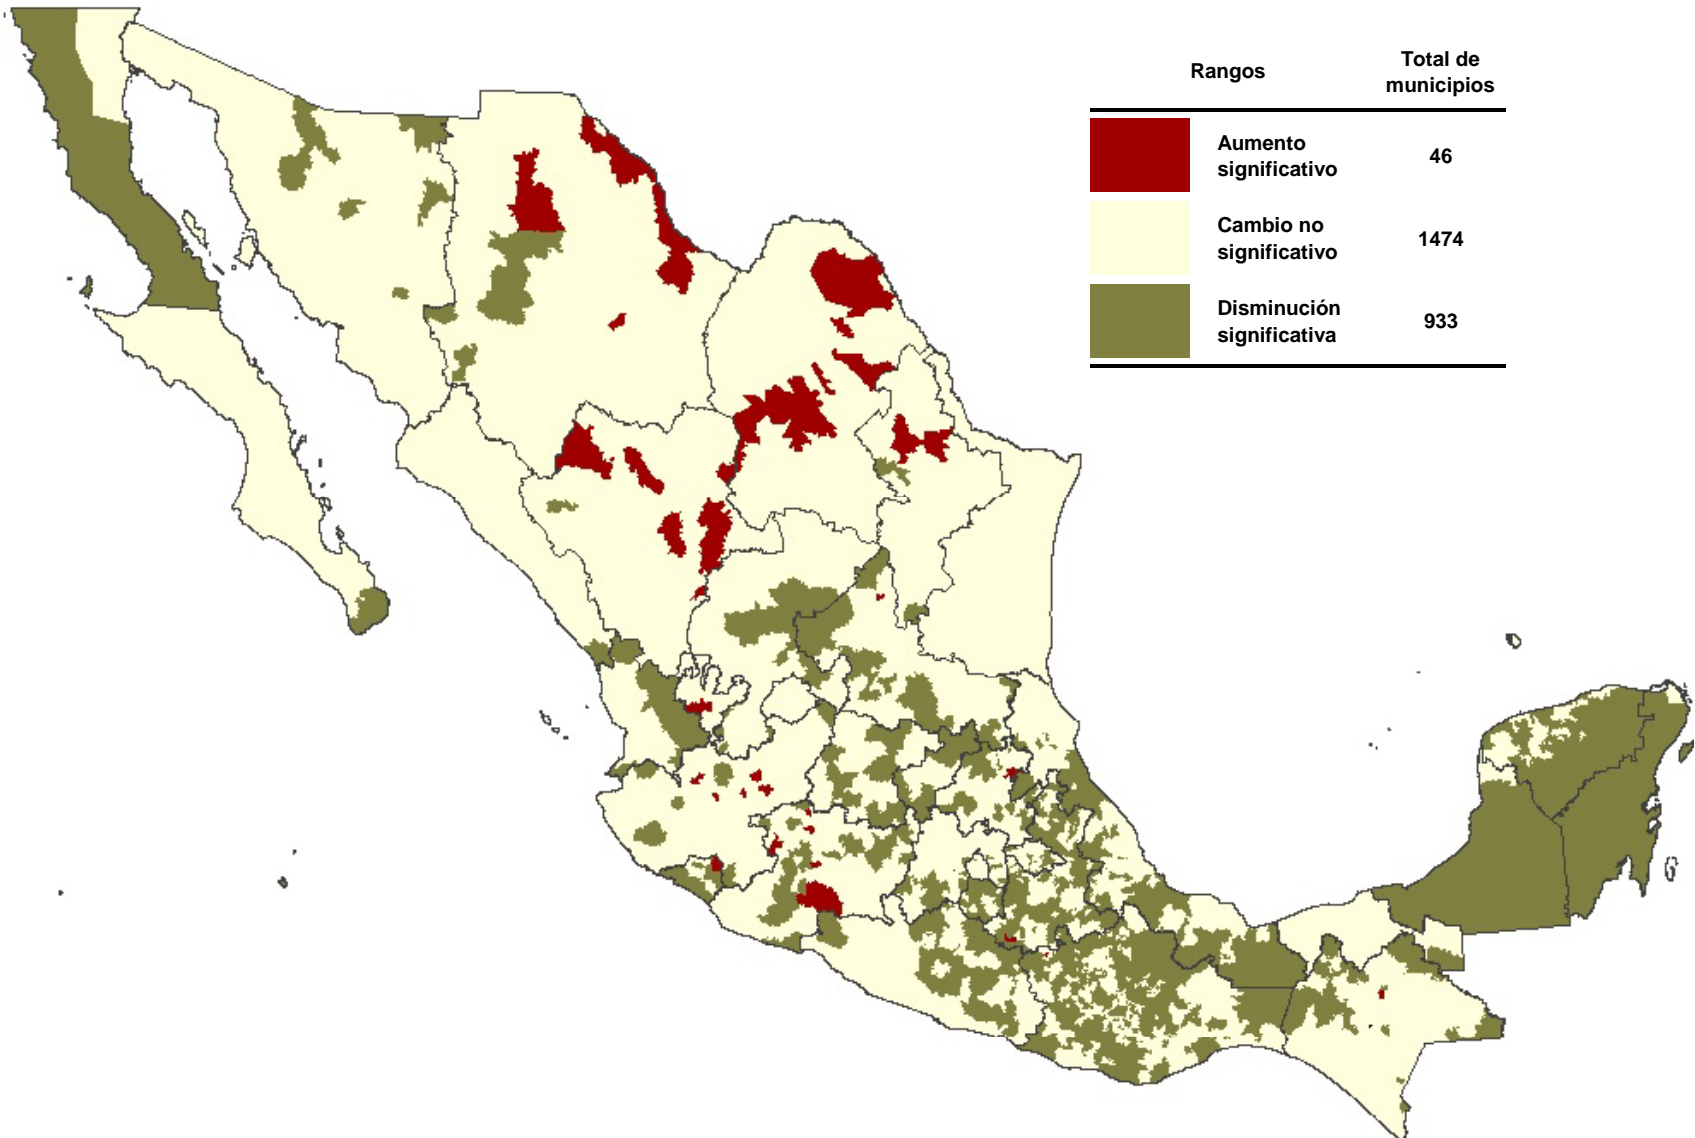 Rangos
Total de
municipios
Aumento
significativo
46
Cambio no
significativo
1474
Disminución
significativa
933